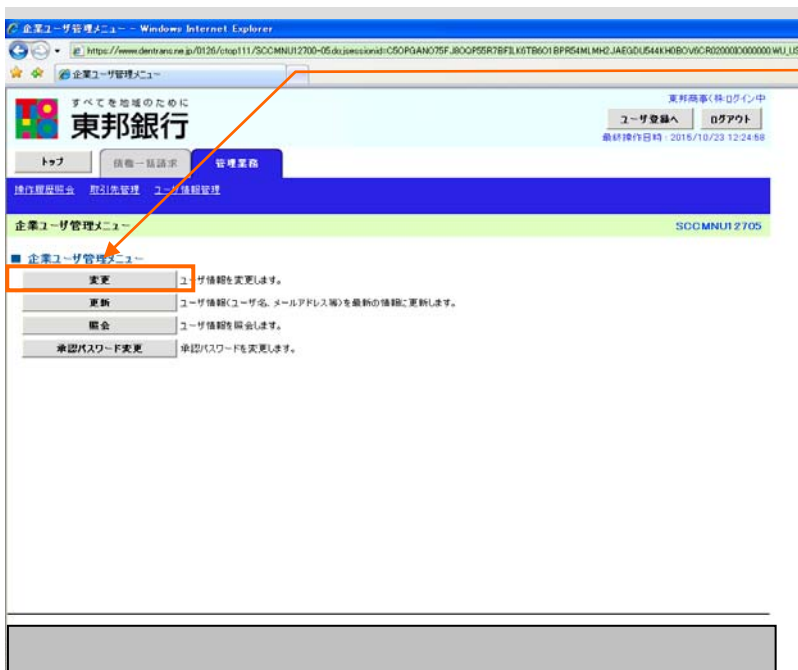 企業ユーザ管理メニュー - Windows Internet Explorer
企業ユーザ管理メニュー
すべてを地域のために
東邦銀行
東邦商事(株:ログイン中
ユーザ登録へ ログアウト
最終操作日時:2015/10/23 12:24:58
トップ 債権一括請求 管理業務
操作履歴照会 取引先管理 ユーザ情報管理
企業ユーザ管理メニュー SCCMNU12705
■ 企業ユーザ管理メニュー
変更 ユーザ情報を変更します。
更新 ユーザ情報(ユーザ名、メールアドレス等)を最新の情報に更新します。
照会 ユーザ情報を照会します。
承認パスワード変更 承認パスワードを変更します。